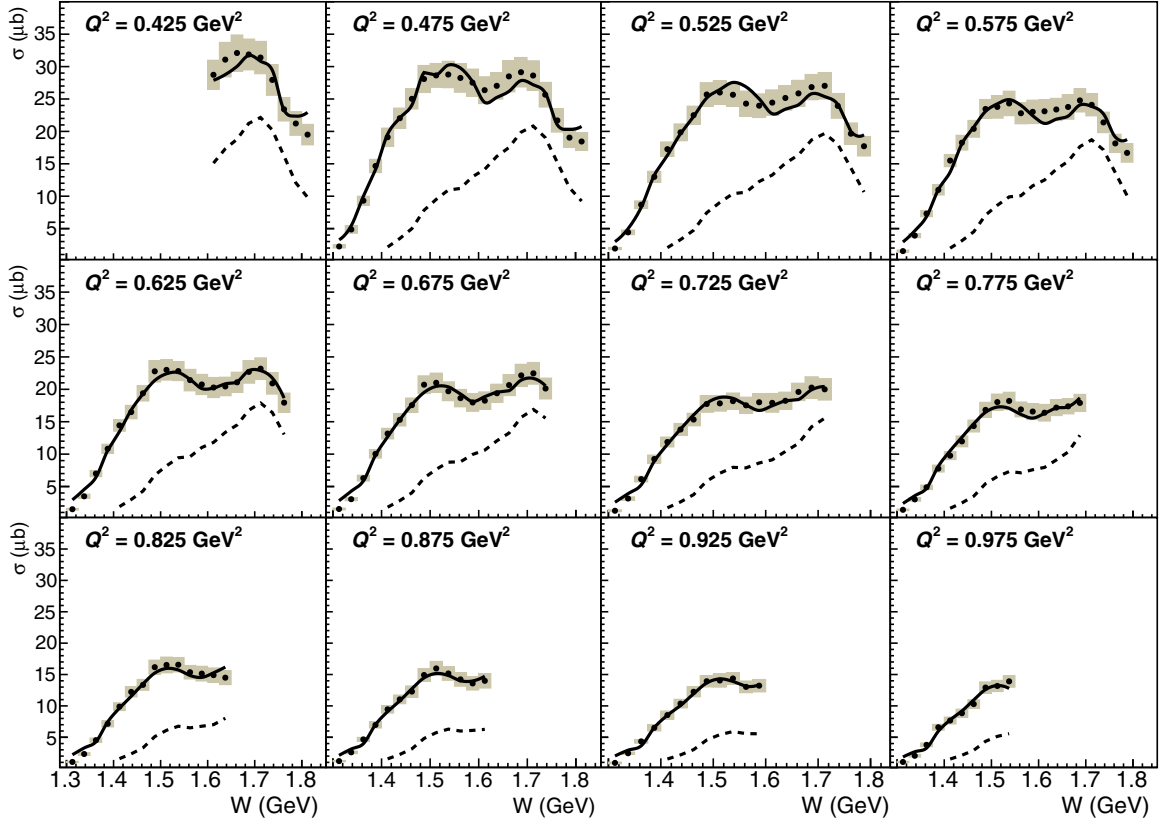 σ (μb)
Q² = 0.425 GeV² Q² = 0.475 GeV² Q² = 0.525 GeV² Q² = 0.575 GeV²
35
30
25
20
15
10
5
σ (μb)
Q² = 0.625 GeV² Q² = 0.675 GeV² Q² = 0.725 GeV² Q² = 0.775 GeV²
35
30
25
20
15
10
5
σ (μb)
Q² = 0.825 GeV² Q² = 0.875 GeV² Q² = 0.925 GeV² Q² = 0.975 GeV²
35
30
25
20
15
10
5
1.3 1.4 1.5 1.6 1.7 1.8 1.4 1.5 1.6 1.7 1.8 1.4 1.5 1.6 1.7 1.8 1.4 1.5 1.6 1.7 1.8
W (GeV) W (GeV) W (GeV) W (GeV)